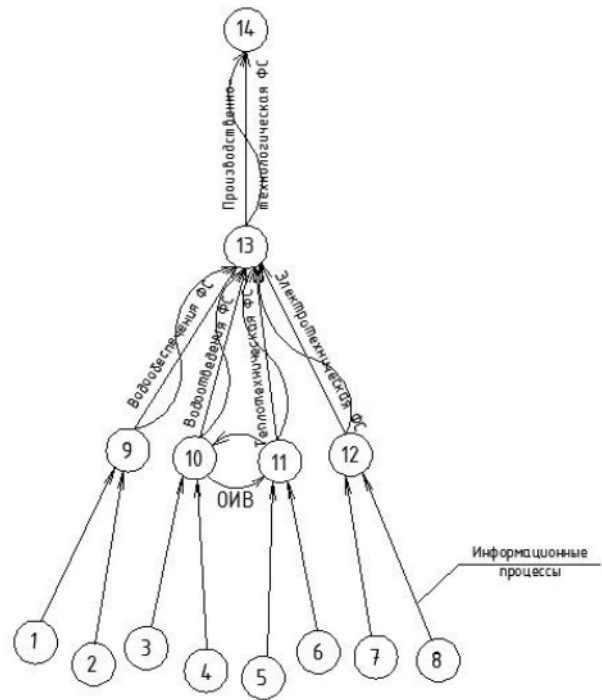 14
Производственно
технологическая ФС
13
Водообеспечения ФС
Водоотведения ФС
Теплотехническая ФС
Электротехническая ФС
9
10
11
12
ОИВ
Информационные
процессы
1
2
3
4
5
6
7
8